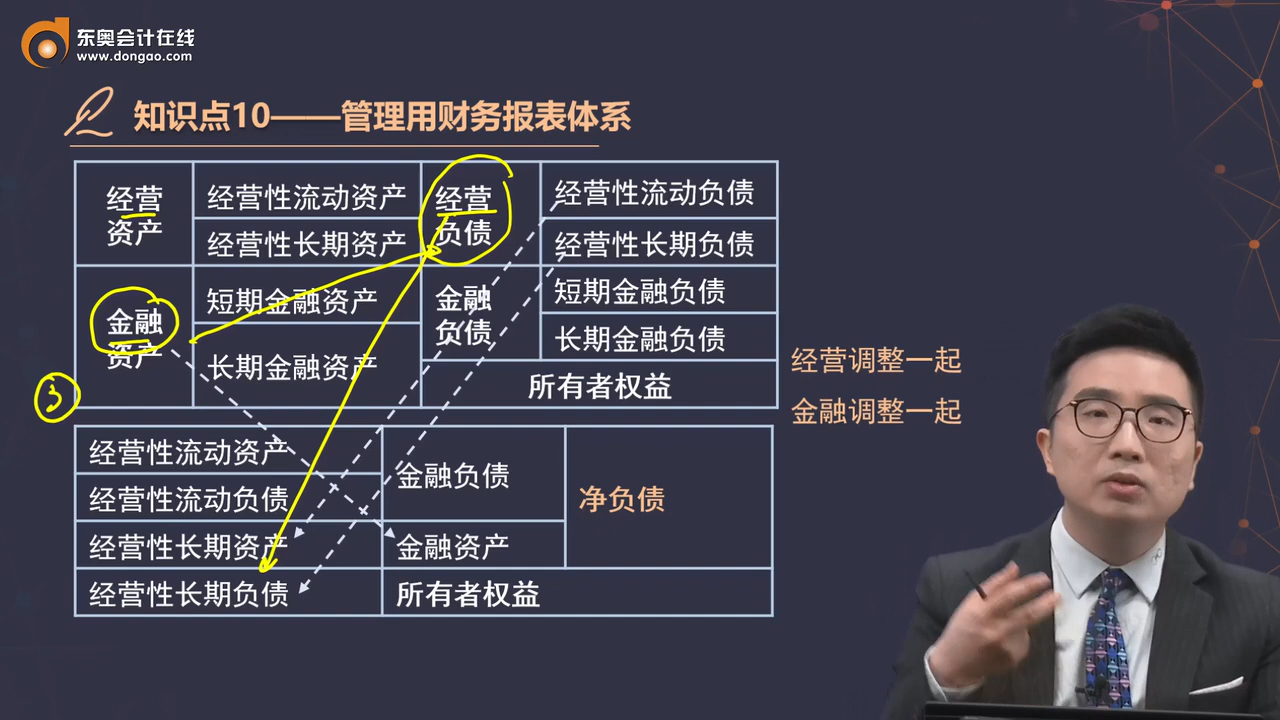 东奥会计在线
www.dongao.com
知识点10——管理用财务报表体系
经营
资产
经营性流动资产
经营性长期资产
经营
负债
经营性流动负债
经营性长期负债
金融
资产
短期金融资产
长期金融资产
金融
负债
短期金融负债
长期金融负债
所有者权益
经营调整一起
金融调整一起
经营性流动资产
经营性流动负债
经营性长期资产
经营性长期负债
金融负债
金融资产
净负债
所有者权益